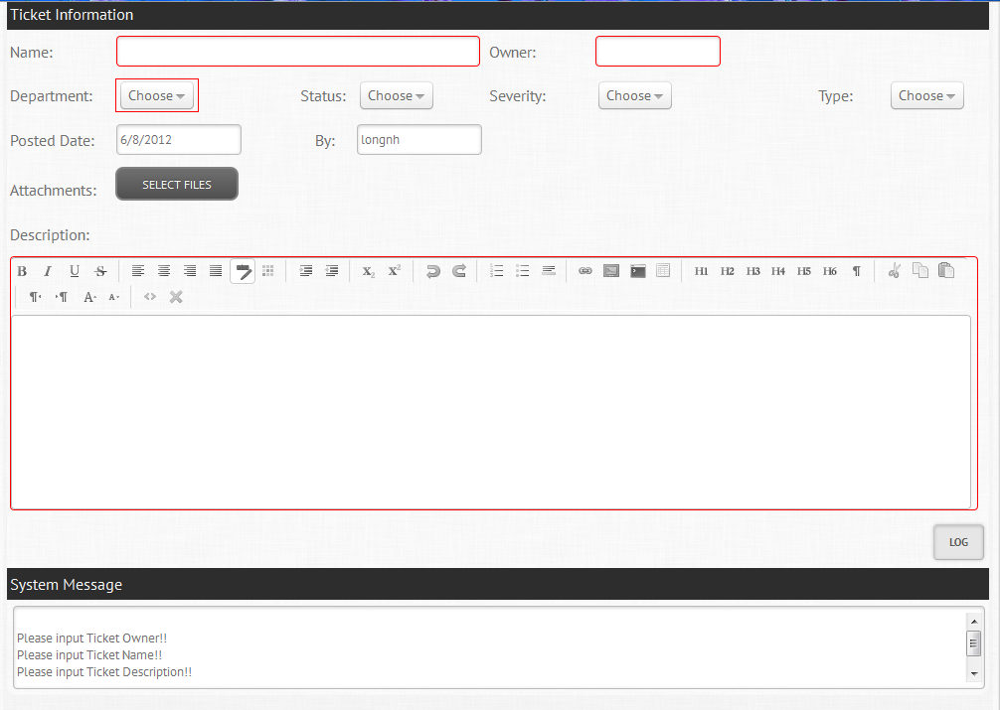 Ticket Information
Name: Owner:
Department: Choose Status: Choose Severity: Choose Type: Choose
Posted Date: 6/8/2012 By: longnh
Attachments: SELECT FILES
Description:
B I U S X2 X2 H1 H2 H3 H4 H5 H6 ¶
¶ ¶ A A
LOG
System Message
Please input Ticket Owner!!
Please input Ticket Name!!
Please input Ticket Description!!